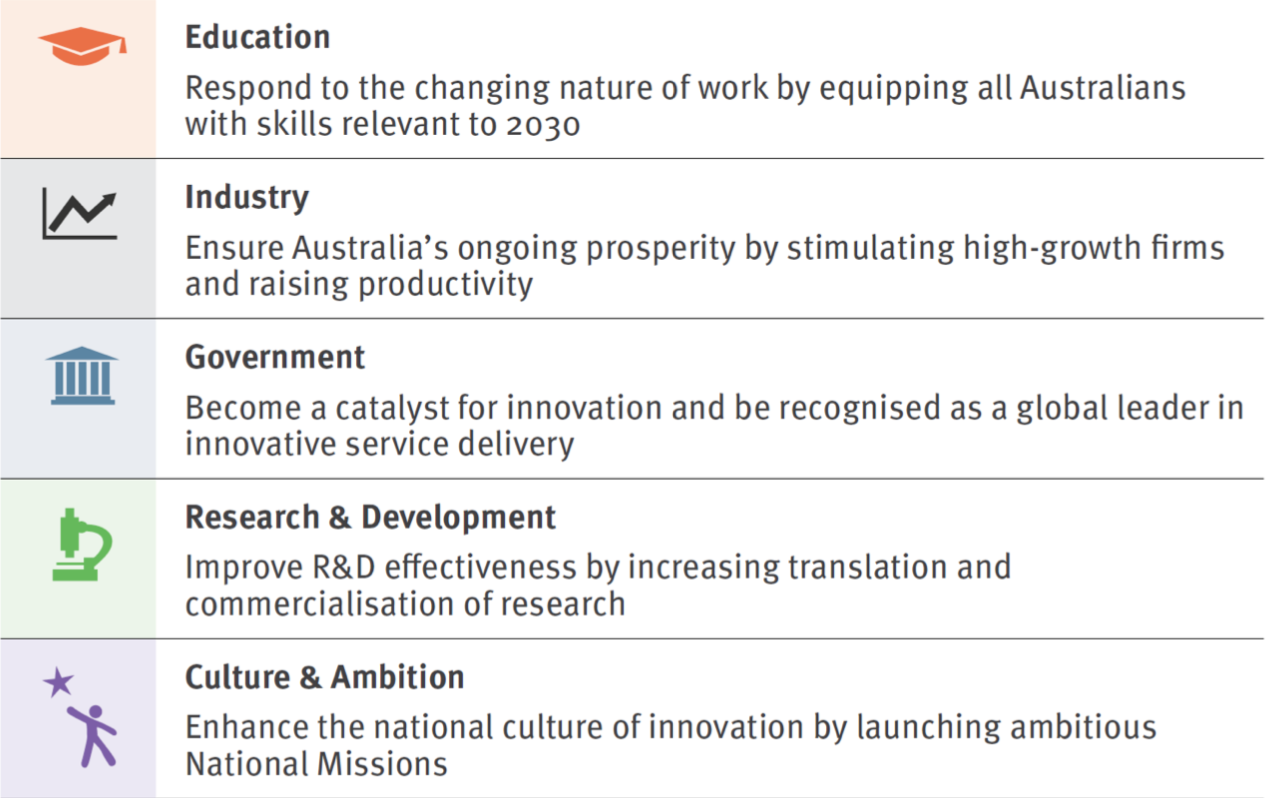 Education
Respond to the changing nature of work by equipping all Australians
with skills relevant to 2030
Industry
Ensure Australia’s ongoing prosperity by stimulating high-growth firms
and raising productivity
Government
Become a catalyst for innovation and be recognised as a global leader in
innovative service delivery
Research & Development
Improve R&D effectiveness by increasing translation and
commercialisation of research
Culture & Ambition
Enhance the national culture of innovation by launching ambitious
National Missions